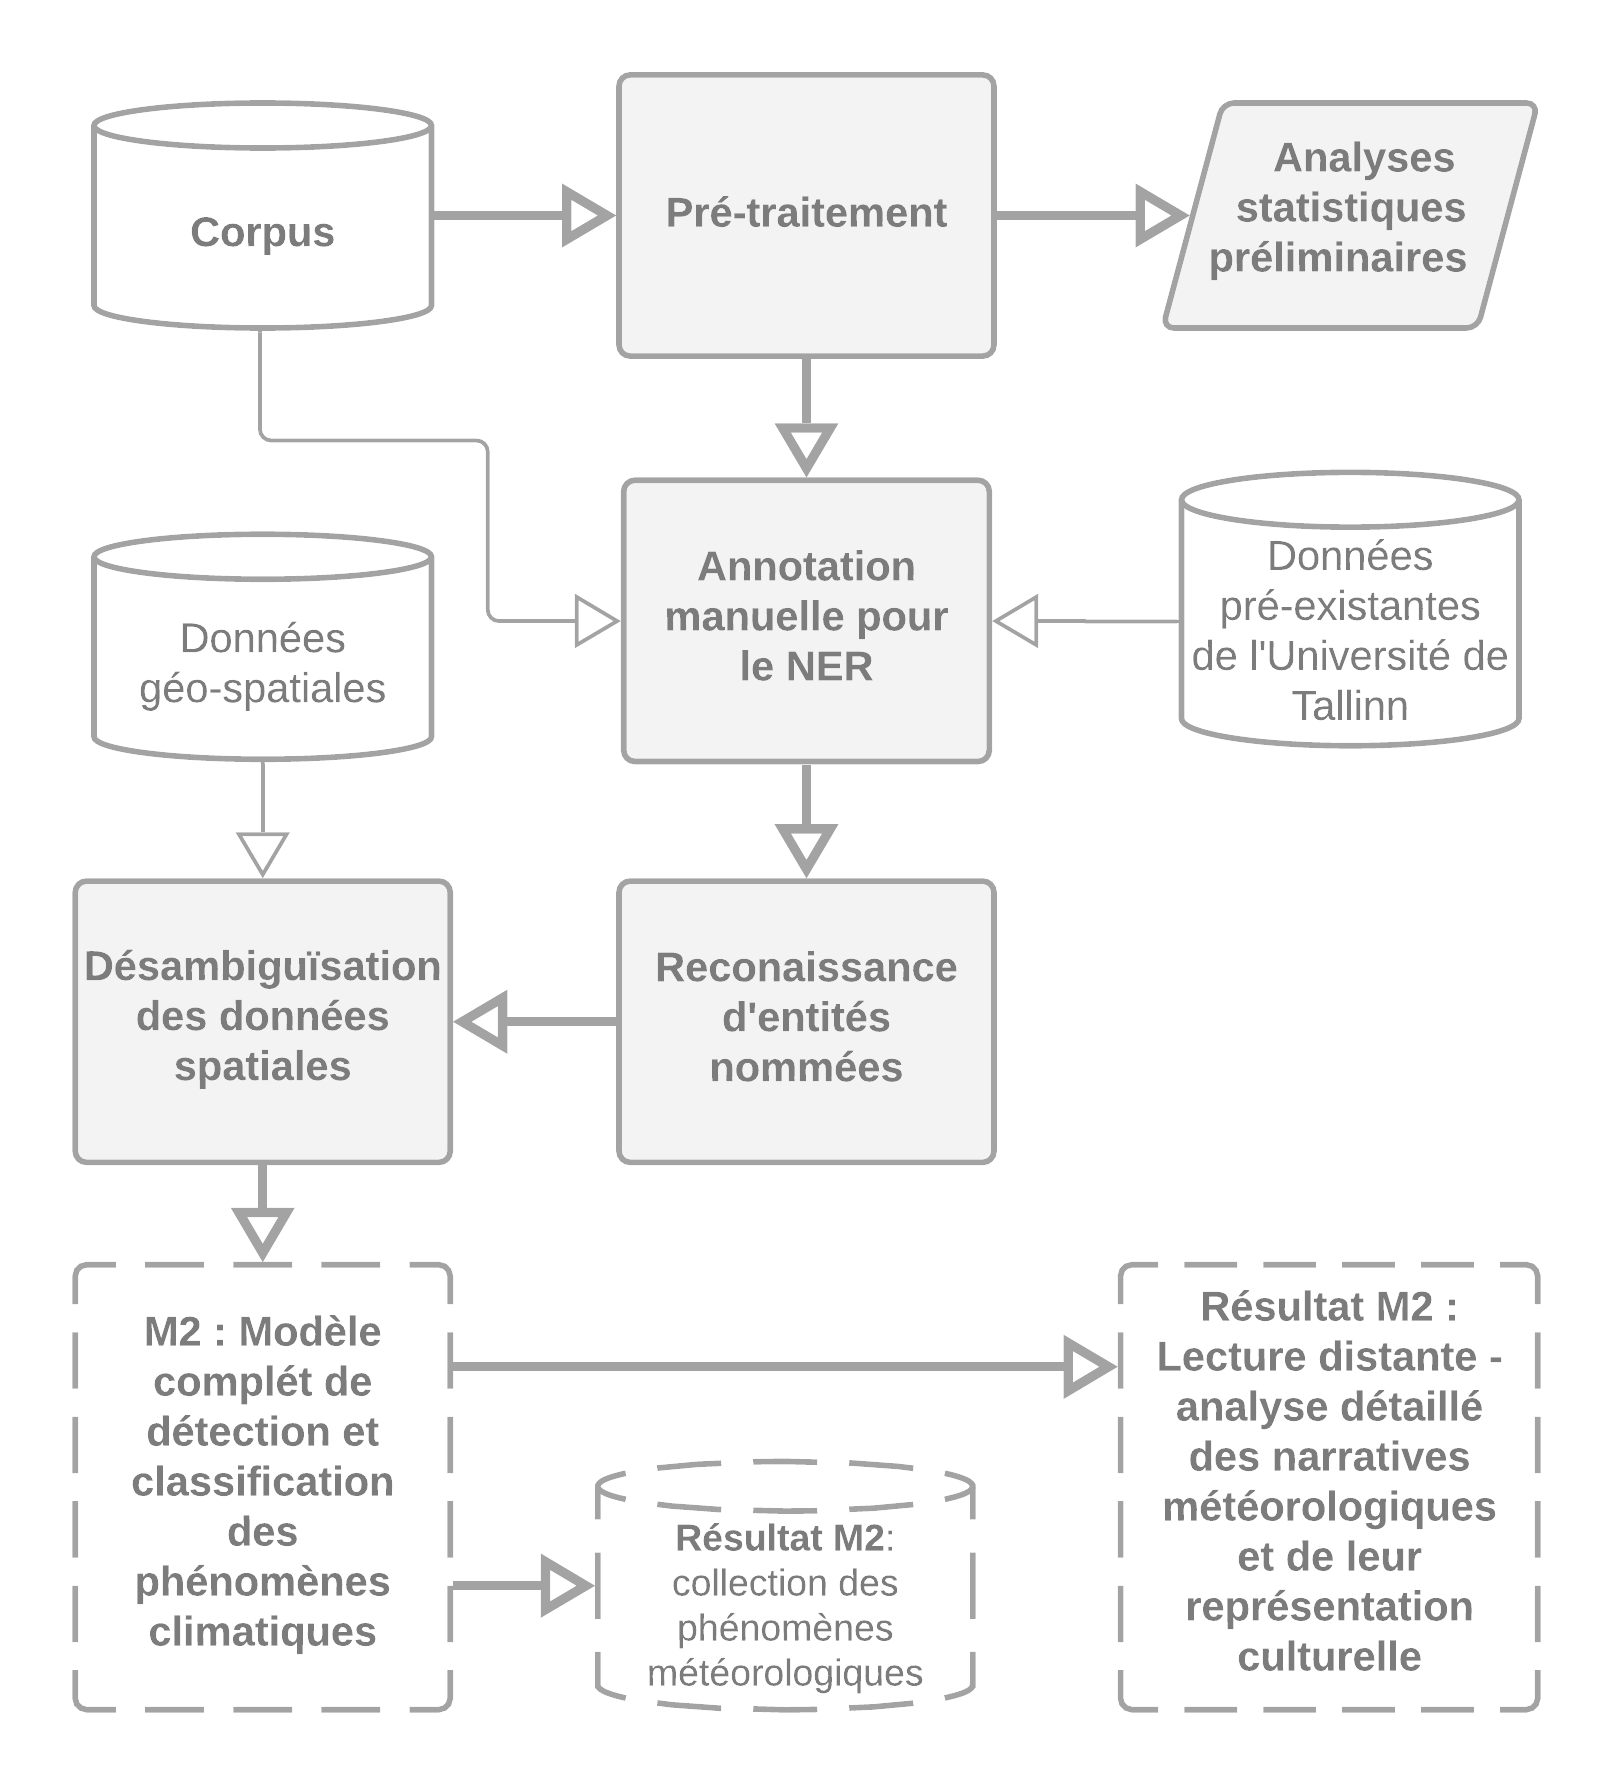 Corpus
Pré-traitement
Analyses
statistiques
préliminaires
Données
géo-spatiales
Annotation
manuelle pour
le NER
Données
pré-existantes
de l'Université de
Tallinn
Désambiguïsation
des données
spatiales
Reconaissance
d'entités
nommées
M2 : Modèle
complét de
détection et
classification
des
phénomènes
climatiques
Résultat M2:
collection des
phénomènes
météorologiques
Résultat M2 :
Lecture distante -
analyse détaillé
des narratives
météorologiques
et de leur
représentation
culturelle